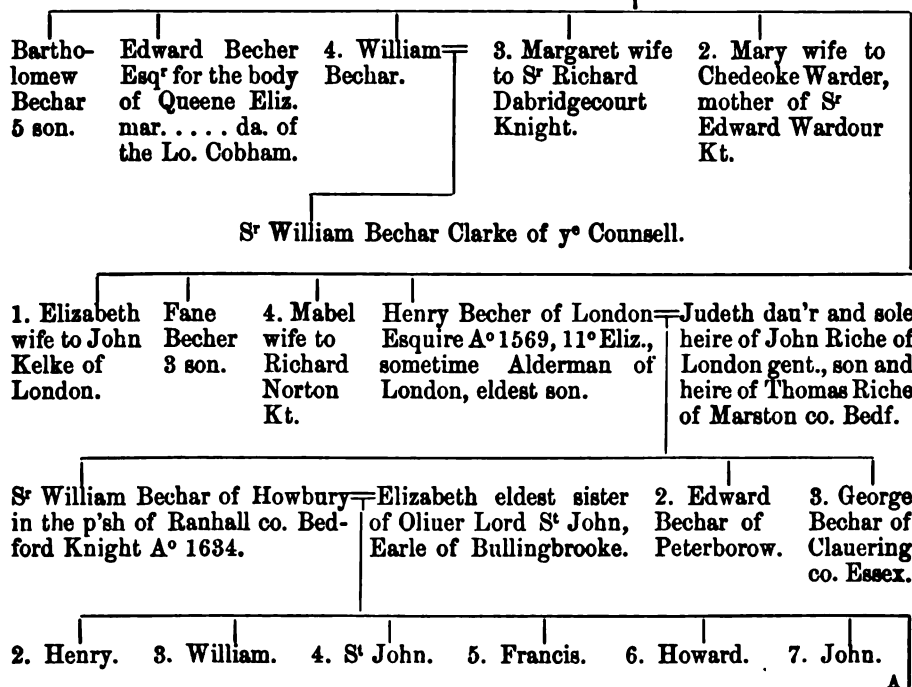 Bartho-
lomew
Bechar
5 son.
Edward Becher
Esqʳ for the body
of Queene Eliz.
mar. . . . . da. of
the Lo. Cobham.
4. William
Bechar.
3. Margaret wife
to Sʳ Richard
Dabridgecourt
Knight.
2. Mary wife to
Chedeoke Warder,
mother of Sʳ
Edward Wardour
Kt.
Sʳ William Bechar Clarke of yᵉ Counsell.
1. Elizabeth
wife to John
Kelke of
London.
Fane
Becher
3 son.
4. Mabel
wife to
Richard
Norton
Kt.
Henry Becher of London
Esquire Aᵒ 1569, 11ᵒ Eliz.,
sometime Alderman of
London, eldest son.
Judeth dau'r and sole
heire of John Riche of
London gent., son and
heire of Thomas Riche
of Marston co. Bedf.
Sʳ William Bechar of Howbury
in the p'sh of Ranhall co. Bed-
ford Knight Aᵒ 1634.
Elizabeth eldest sister
of Oliuer Lord Sᵗ John,
Earle of Bullingbrooke.
2. Edward
Bechar of
Peterborow.
3. George
Bechar of
Clauering
co. Essex.
2. Henry. 3. William. 4. Sᵗ John. 5. Francis. 6. Howard. 7. John.
A